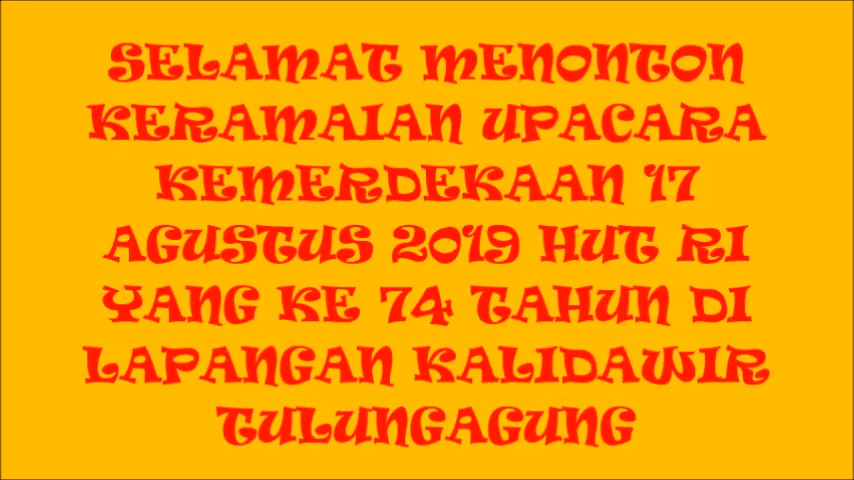 SELAMAT MENONTON
KERAMAIAN UPACARA
KEMERDEKAAN 17
AGUSTUS 2019 HUT RI
YANG KE 74 TAHUN DI
LAPANGAN KALIDAWIR
TULUNGAGUNG